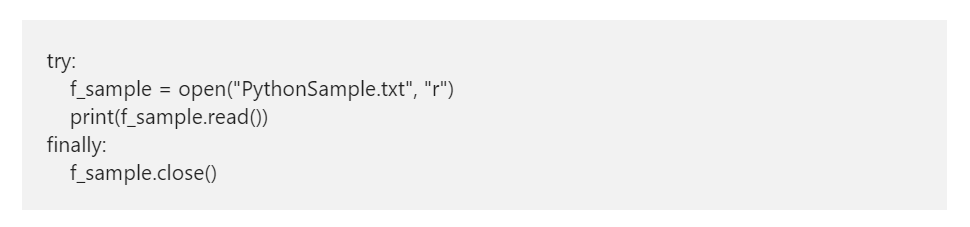 try:
    f_sample = open("PythonSample.txt", "r")
    print(f_sample.read())
finally:
    f_sample.close()